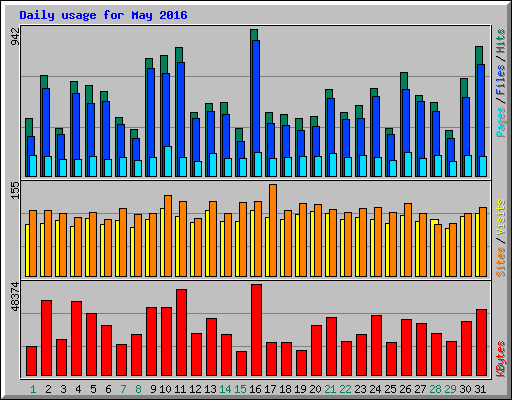 Daily usage for May 2016
942
Pages / Files / Hits
155
Sites / Visits
48374
KBytes
1 2 3 4 5 6 7 8 9 10 11 12 13 14 15 16 17 18 19 20 21 22 23 24 25 26 27 28 29 30 31